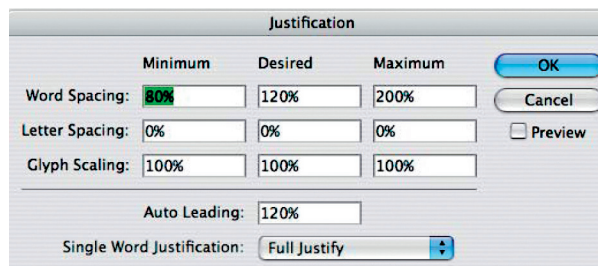 Justification
Minimum Desired Maximum OK
Word Spacing: 80% 120% 200% Cancel
Letter Spacing: 0% 0% 0% Preview
Glyph Scaling: 100% 100% 100%
Auto Leading: 120%
Single Word Justification: Full Justify